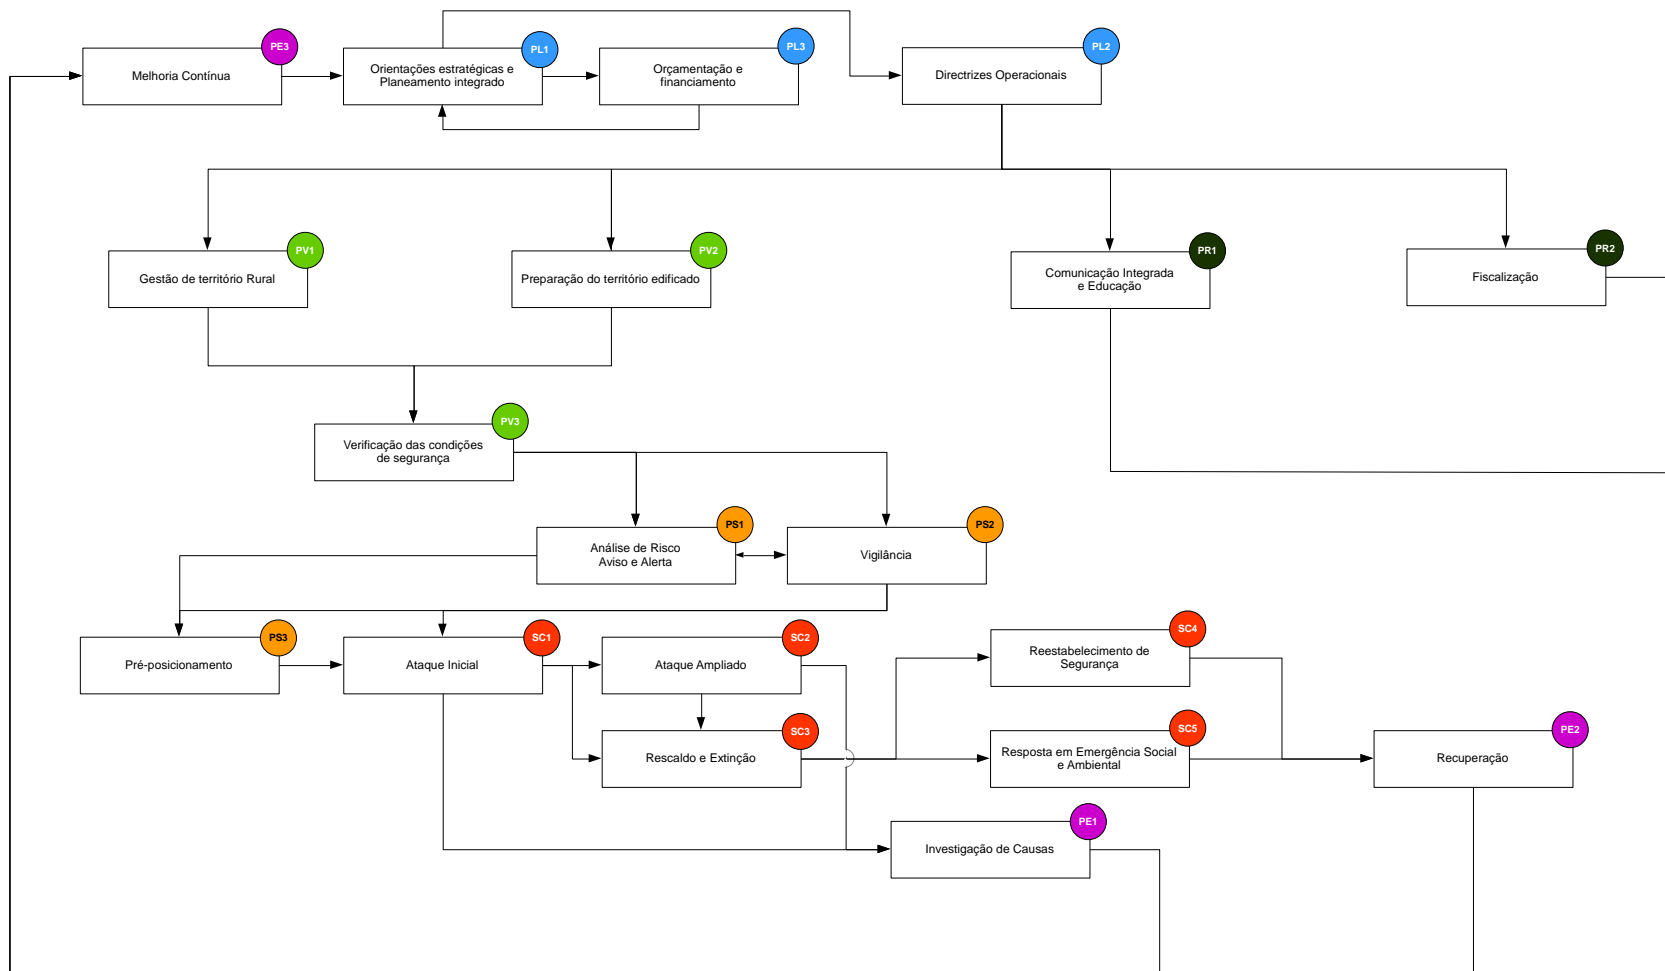 PE3
Melhoria Contínua
PL1
Orientações estratégicas e
Planeamento integrado
PL3
Orçamentação e
financiamento
PL2
Directrizes Operacionais
PV1
Gestão de território Rural
PV2
Preparação do território edificado
PR1
Comunicação Integrada
e Educação
PR2
Fiscalização
PV3
Verificação das condições
de segurança
PS1
Análise de Risco
Aviso e Alerta
PS2
Vigilância
PS3
Pré-posicionamento
SC1
Ataque Inicial
SC2
Ataque Ampliado
SC4
Reestabelecimento de
Segurança
SC3
Rescaldo e Extinção
SC5
Resposta em Emergência Social
e Ambiental
PE2
Recuperação
PE1
Investigação de Causas